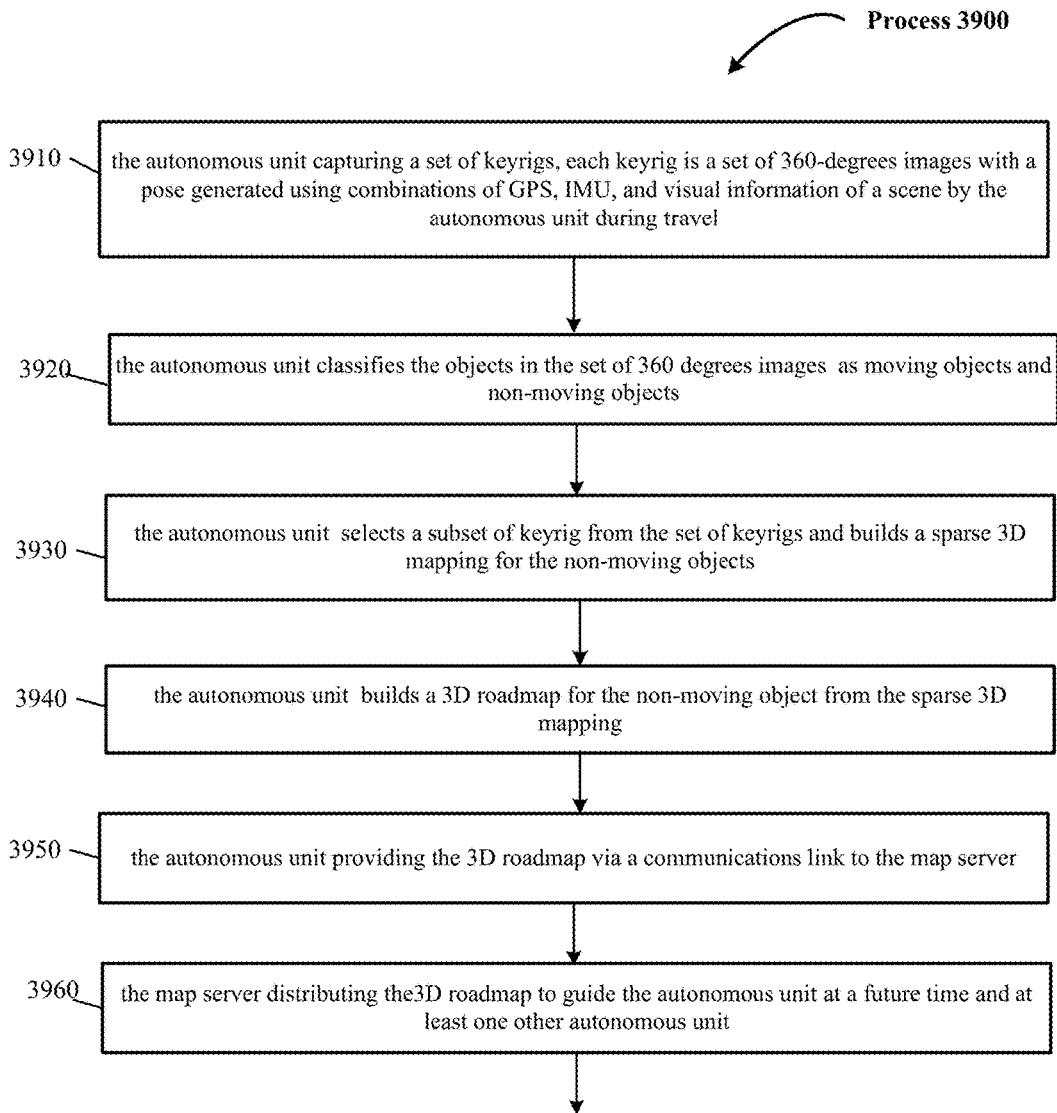 Process 3900
3910
the autonomous unit capturing a set of keyrigs, each keyrig is a set of 360-degrees images with a
pose generated using combinations of GPS, IMU, and visual information of a scene by the
autonomous unit during travel
3920
the autonomous unit classifies the objects in the set of 360 degrees images as moving objects and
non-moving objects
3930
the autonomous unit selects a subset of keyrig from the set of keyrigs and builds a sparse 3D
mapping for the non-moving objects
3940
the autonomous unit builds a 3D roadmap for the non-moving object from the sparse 3D
mapping
3950
the autonomous unit providing the 3D roadmap via a communications link to the map server
3960
the map server distributing the3D roadmap to guide the autonomous unit at a future time and at
least one other autonomous unit